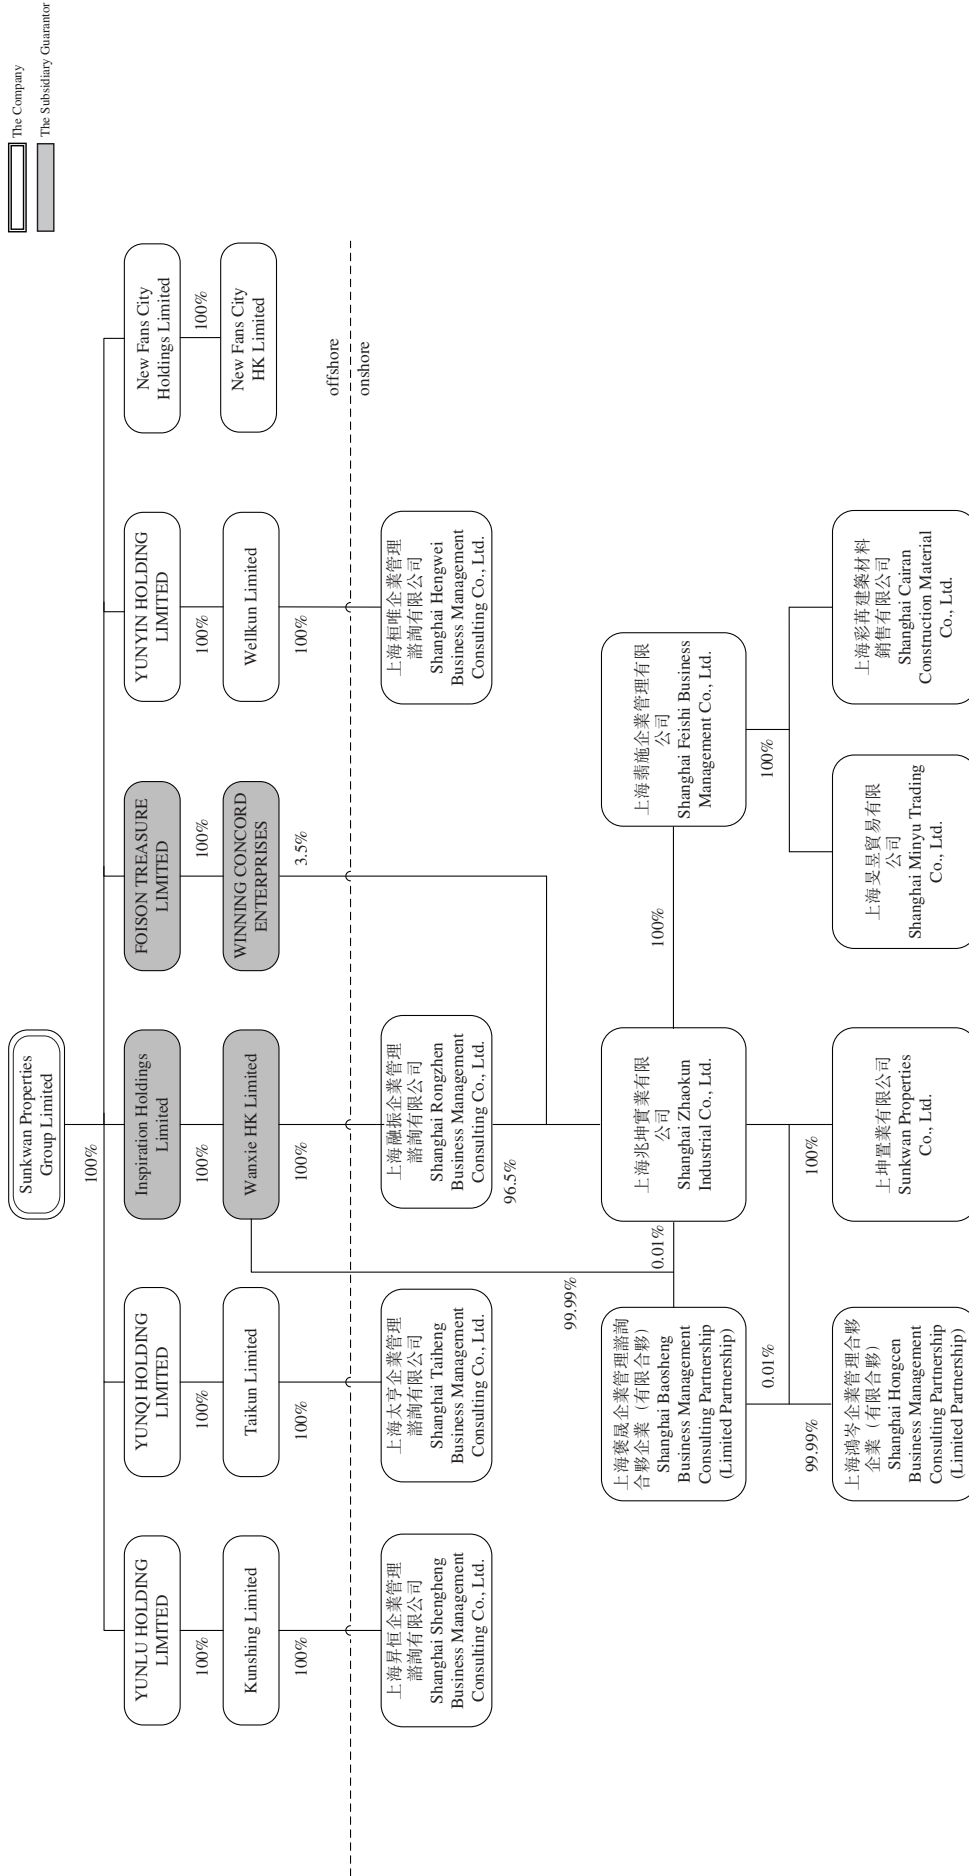 The Company
The Subsidiary Guarantor
Sunkwan Properties
Group Limited
100%
YUNLU HOLDING
LIMITED
YUNQI HOLDING
LIMITED
Inspiration Holdings
Limited
FOISON TREASURE
LIMITED
YUNYIN HOLDING
LIMITED
New Fans City
Holdings Limited
100%
100%
100%
100%
100%
100%
Kunshing Limited
Taikun Limited
Wanxie HK Limited
WINNING CONCORD
ENTERPRISES
Wellkun Limited
New Fans City
HK Limited
100%
100%
100%
3.5%
100%
offshore
onshore
上海昇恒企業管理
諮詢有限公司
Shanghai Shengheng
Business Management
Consulting Co., Ltd.
上海太亨企業管理
諮詢有限公司
Shanghai Taiheng
Business Management
Consulting Co., Ltd.
上海融振企業管理
諮詢有限公司
Shanghai Rongzhen
Business Management
Consulting Co., Ltd.
上海桓唯企業管理
諮詢有限公司
Shanghai Hengwei
Business Management
Consulting Co., Ltd.
96.5%
99.99%
上海褒晟企業管理諮詢
合夥企業（有限合夥）
Shanghai Baosheng
Business Management
Consulting Partnership
(Limited Partnership)
0.01%
上海兆坤實業有限
公司
Shanghai Zhaokun
Industrial Co., Ltd.
100%
上海翡施企業管理有限
公司
Shanghai Feishi Business
Management Co., Ltd.
0.01%
100%
100%
99.99%
上海鴻岑企業管理合夥
企業（有限合夥）
Shanghai Hongcen
Business Management
Consulting Partnership
(Limited Partnership)
上坤置業有限公司
Sunkwan Properties
Co., Ltd.
上海旻昱貿易有限
公司
Shanghai Minyu Trading
Co., Ltd.
上海彩苒建築材料
銷售有限公司
Shanghai Cairan
Construction Material
Co., Ltd.